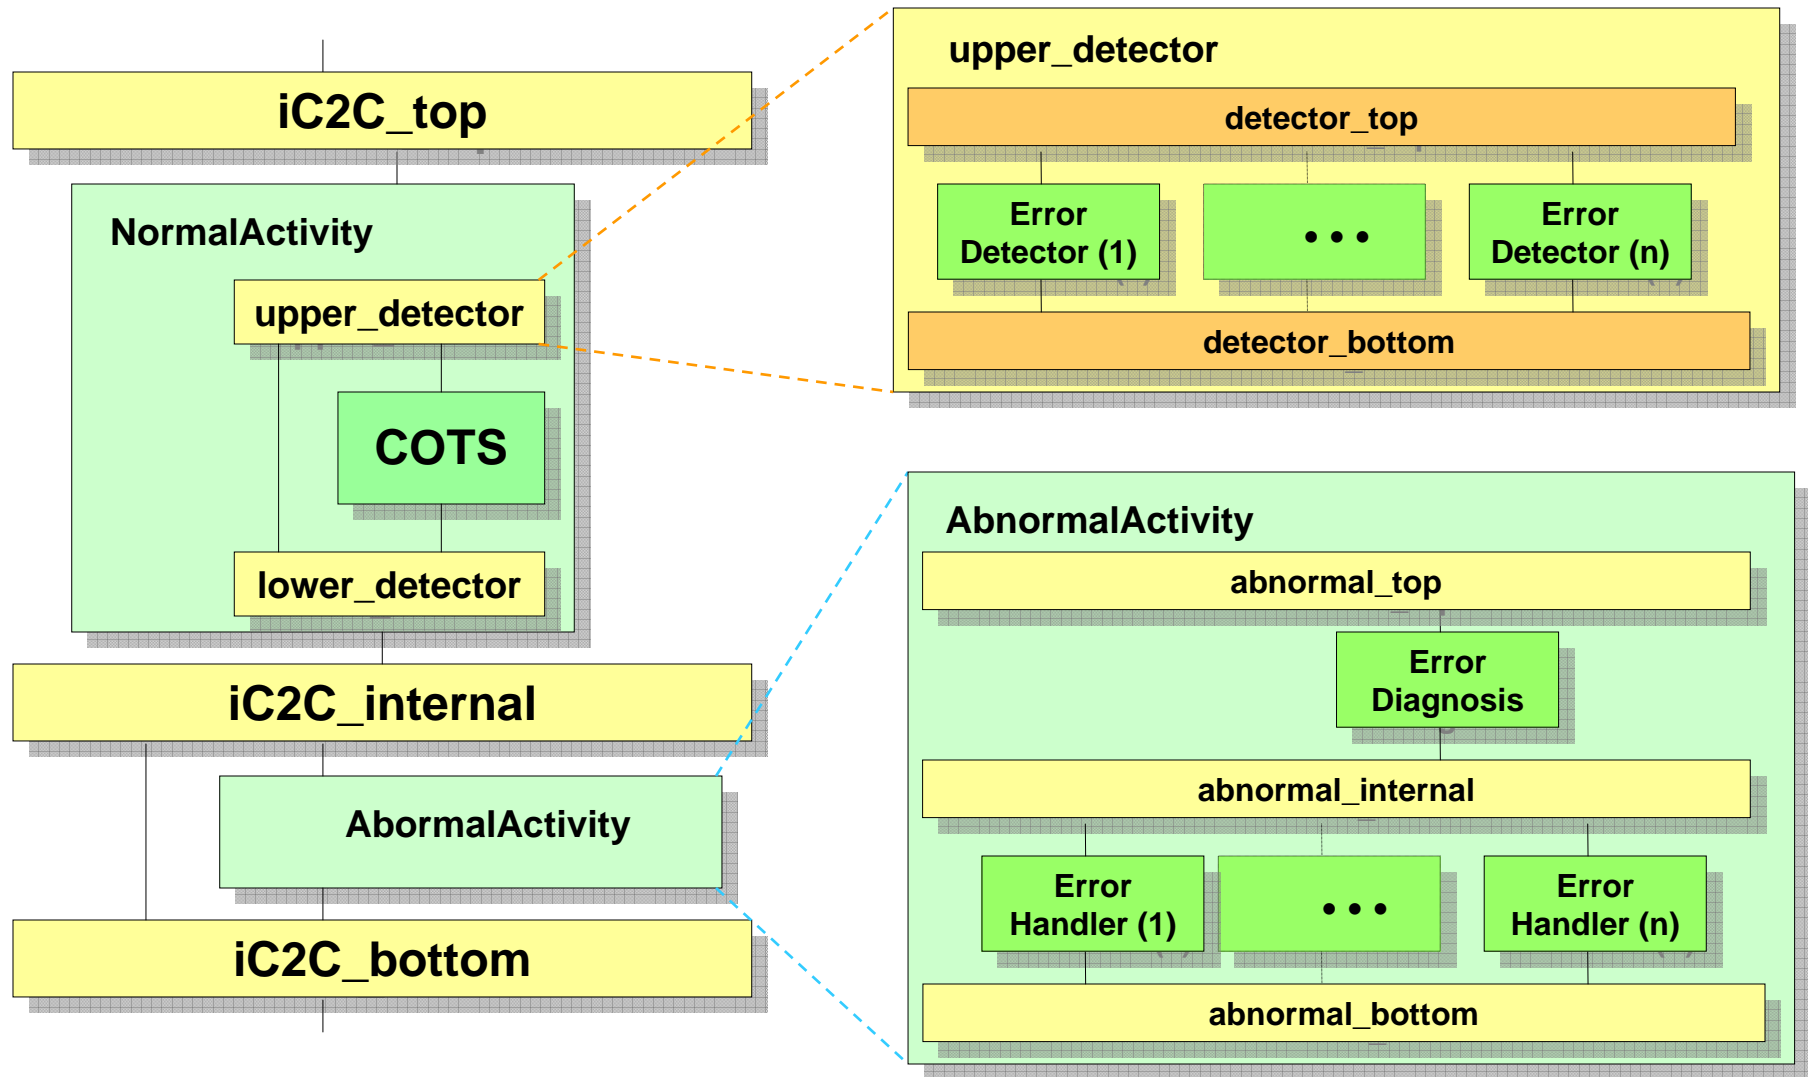 iC2C_top
NormalActivity
upper_detector
COTS
lower_detector
iC2C_internal
AbormalActivity
iC2C_bottom
upper_detector
detector_top
Error
Detector (1)
• • •
Error
Detector (n)
detector_bottom
AbnormalActivity
abnormal_top
Error
Diagnosis
abnormal_internal
Error
Handler (1)
• • •
Error
Handler (n)
abnormal_bottom